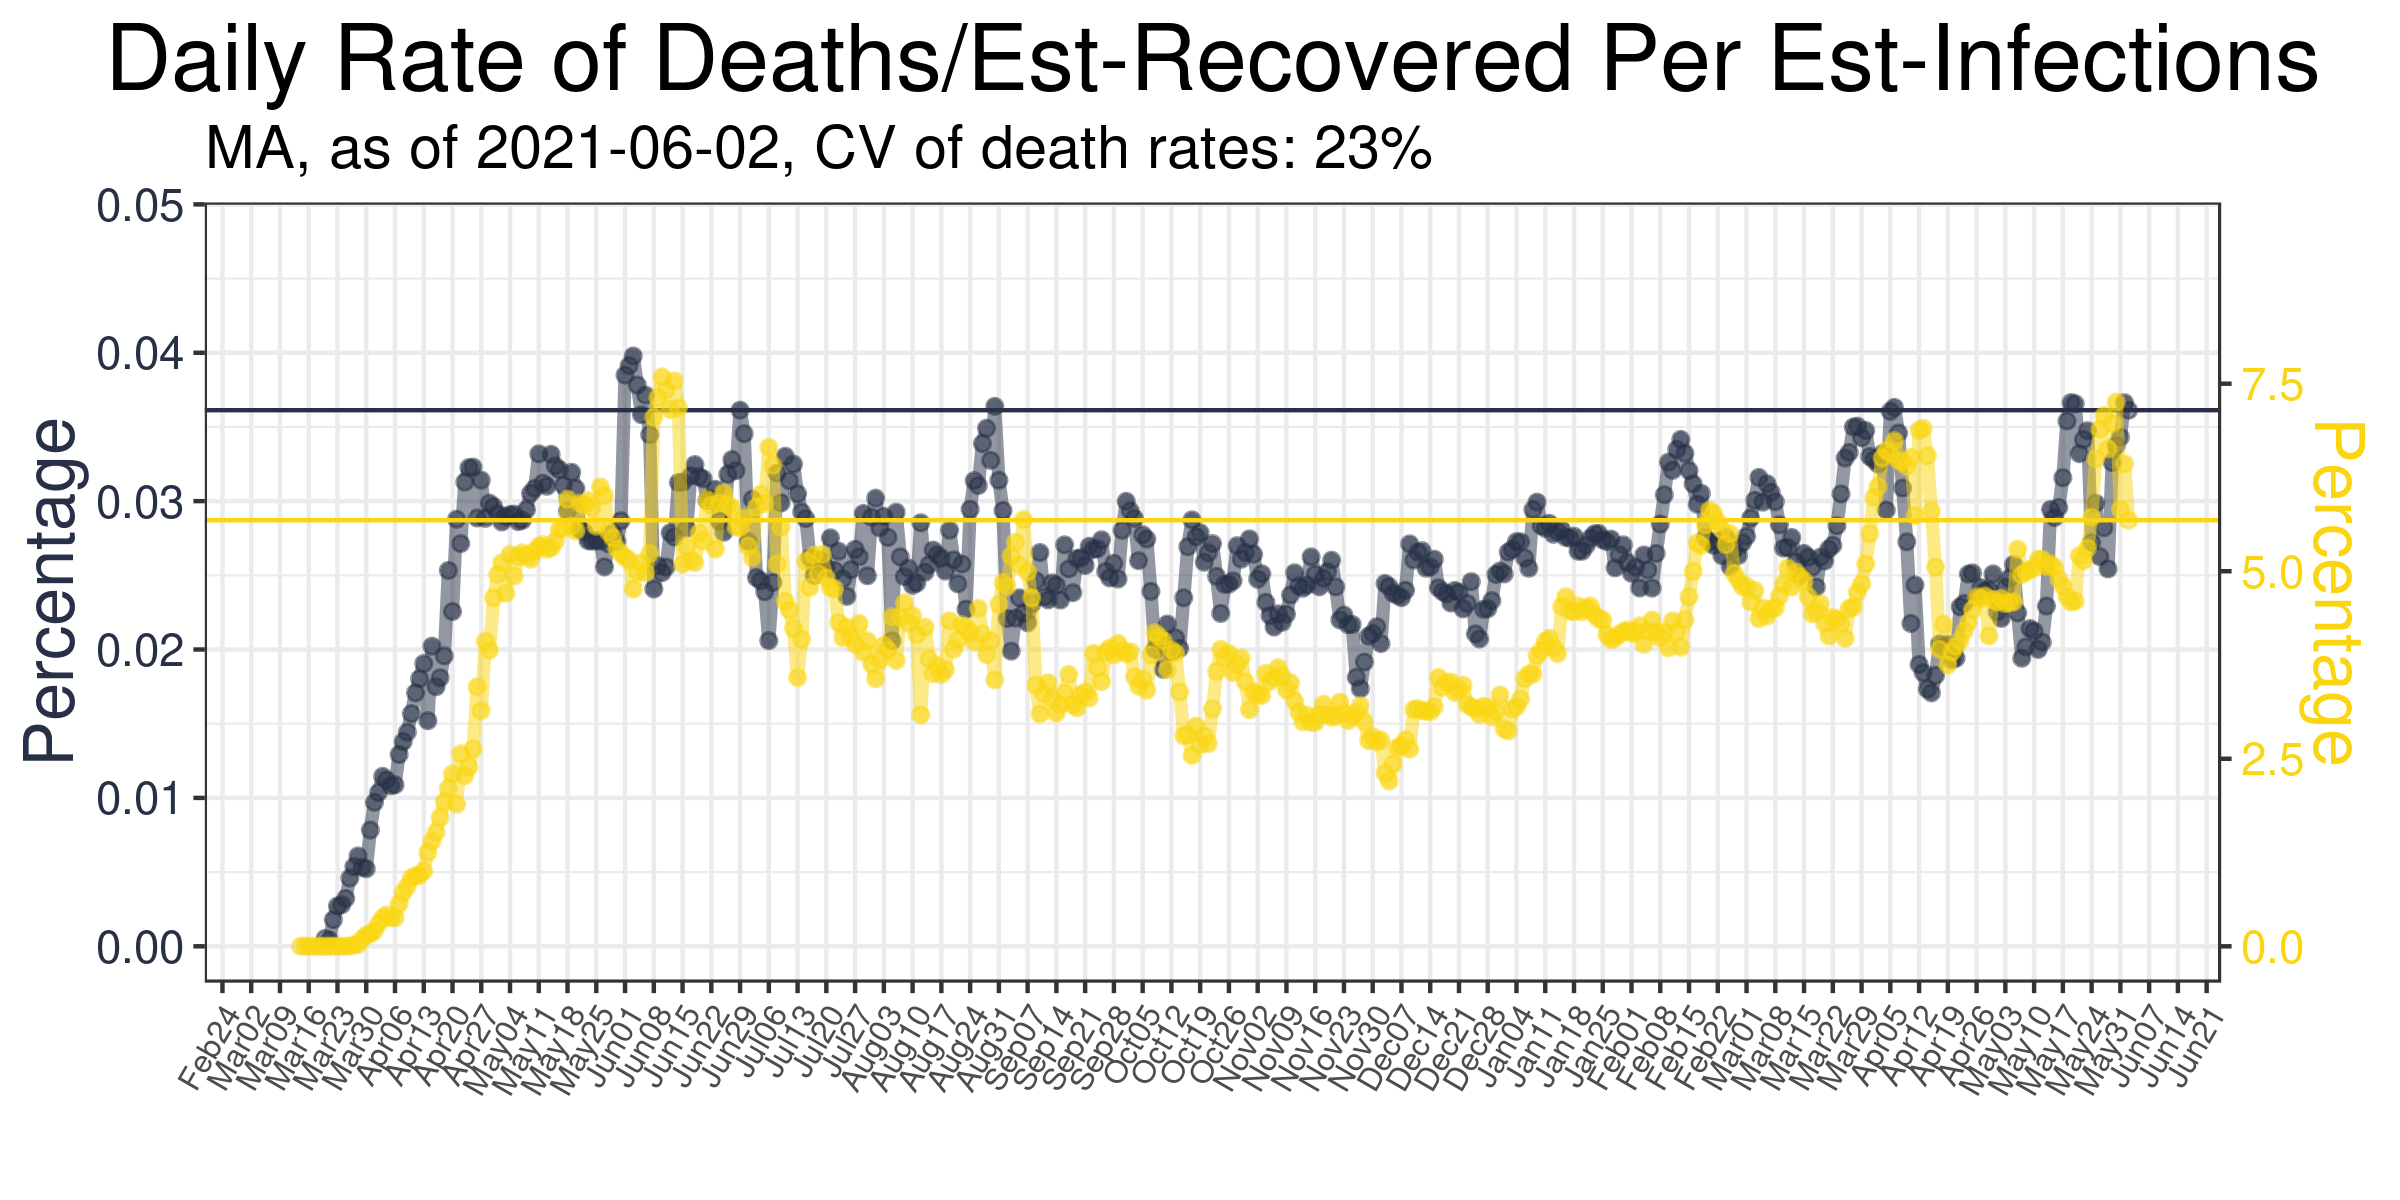 Daily Rate of Deaths/Est-Recovered Per Est-Infections
MA, as of 2021-06-02, CV of death rates: 23%
Percentage
0.05
0.04
0.03
0.02
0.01
0.00
7.5
5.0
2.5
0.0
Percentage
Feb24
Mar02
Mar09
Mar16
Mar23
Mar30
Apr06
Apr13
Apr20
Apr27
May04
May11
May18
May25
Jun01
Jun08
Jun15
Jun22
Jun29
Jul06
Jul13
Jul20
Jul27
Aug03
Aug10
Aug17
Aug24
Aug31
Sep07
Sep14
Sep21
Sep28
Oct05
Oct12
Oct19
Oct26
Nov02
Nov09
Nov16
Nov23
Nov30
Dec07
Dec14
Dec21
Dec28
Jan04
Jan11
Jan18
Jan25
Feb01
Feb08
Feb15
Feb22
Mar01
Mar08
Mar15
Mar22
Mar29
Apr05
Apr12
Apr19
Apr26
May03
May10
May17
May24
May31
Jun07
Jun14
Jun21